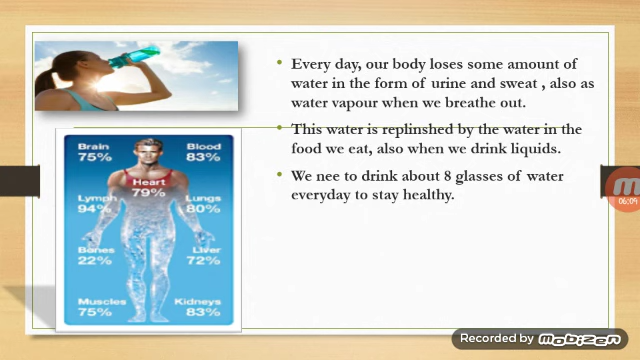 Every day, our body loses some amount of
water in the form of urine and sweat , also as
water vapour when we breathe out.
This water is replinshed by the water in the
food we eat, also when we drink liquids.
We nee to drink about 8 glasses of water
everyday to stay healthy.
Brain
75%
Blood
83%
Heart
79%
Lymph
94%
Lungs
80%
Bones
22%
Liver
72%
Muscles
75%
Kidneys
83%
06:09
Recorded by mobizen